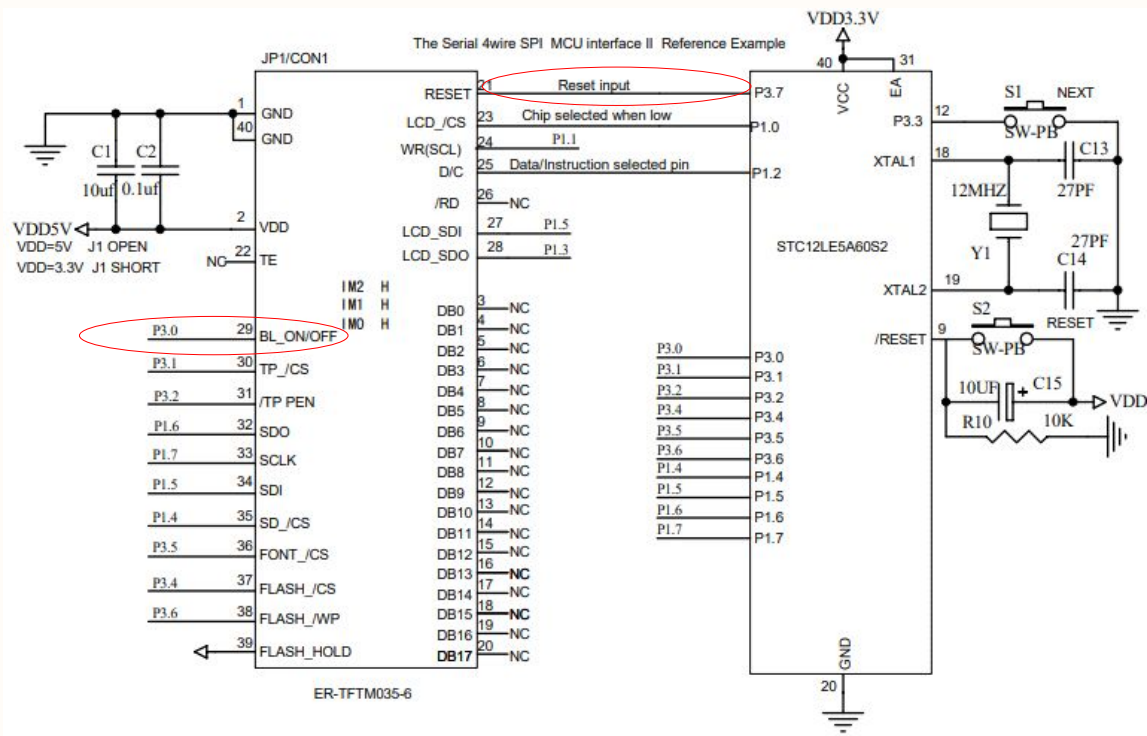 VDD3.3V
The Serial 4wire SPI MCU interface II Reference Example
JP1/CON1
40
31
VCC
EA
1
GND
40
GND
C1
C2
10uf
0.1uf
VDD5V
2
VDD
VDD=5V J1 OPEN
VDD=3.3V J1 SHORT
NC
22
TE
IM2 H
IM1 H
IM0 H
P3.0
29
BL_ON/OFF
P3.1
30
TP_/CS
P3.2
31
/TP PEN
P1.6
32
SDO
P1.7
33
SCLK
P1.5
34
SDI
P1.4
35
SD_/CS
P3.5
36
FONT_/CS
P3.4
37
FLASH_/CS
P3.6
38
FLASH_/WP
39
FLASH_HOLD
RESET
21
Reset input
P3.7
LCD_/CS
23
Chip selected when low
P1.0
WR(SCL)
24
P1.1
D/C
25
Data/Instruction selected pin
P1.2
/RD
26
NC
LCD_SDI
27
P1.5
LCD_SDO
28
P1.3
DB0
3
NC
DB1
4
NC
DB2
5
NC
DB3
6
NC
DB4
7
NC
DB5
8
NC
DB6
9
NC
DB7
10
NC
DB8
11
NC
DB9
12
NC
DB10
13
NC
DB11
14
NC
DB12
15
NC
DB13
16
NC
DB14
17
NC
DB15
18
NC
DB16
19
NC
DB17
20
NC
ER-TFTM035-6
STC12LE5A60S2
P3.0
P3.0
P3.1
P3.1
P3.2
P3.2
P3.4
P3.4
P3.5
P3.5
P3.6
P3.6
P1.4
P1.4
P1.5
P1.5
P1.6
P1.6
P1.7
P1.7
S1
NEXT
P3.3
12
SW-PB
XTAL1
18
C13
12MHZ
27PF
Y1
27PF
C14
XTAL2
19
S2
RESET
/RESET
9
SW-PB
10UF
+
C15
VDD
R10
10K
GND
20